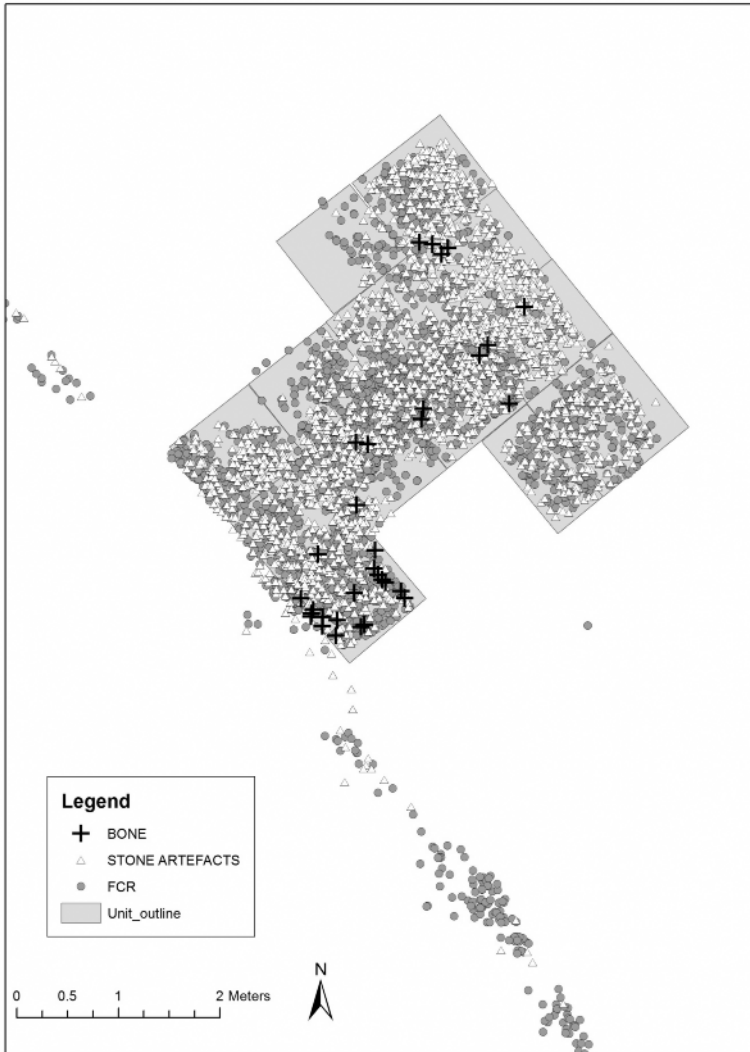 Legend
BONE
STONE ARTEFACTS
FCR
Unit_outline
N
0 0.5 1 2 Meters